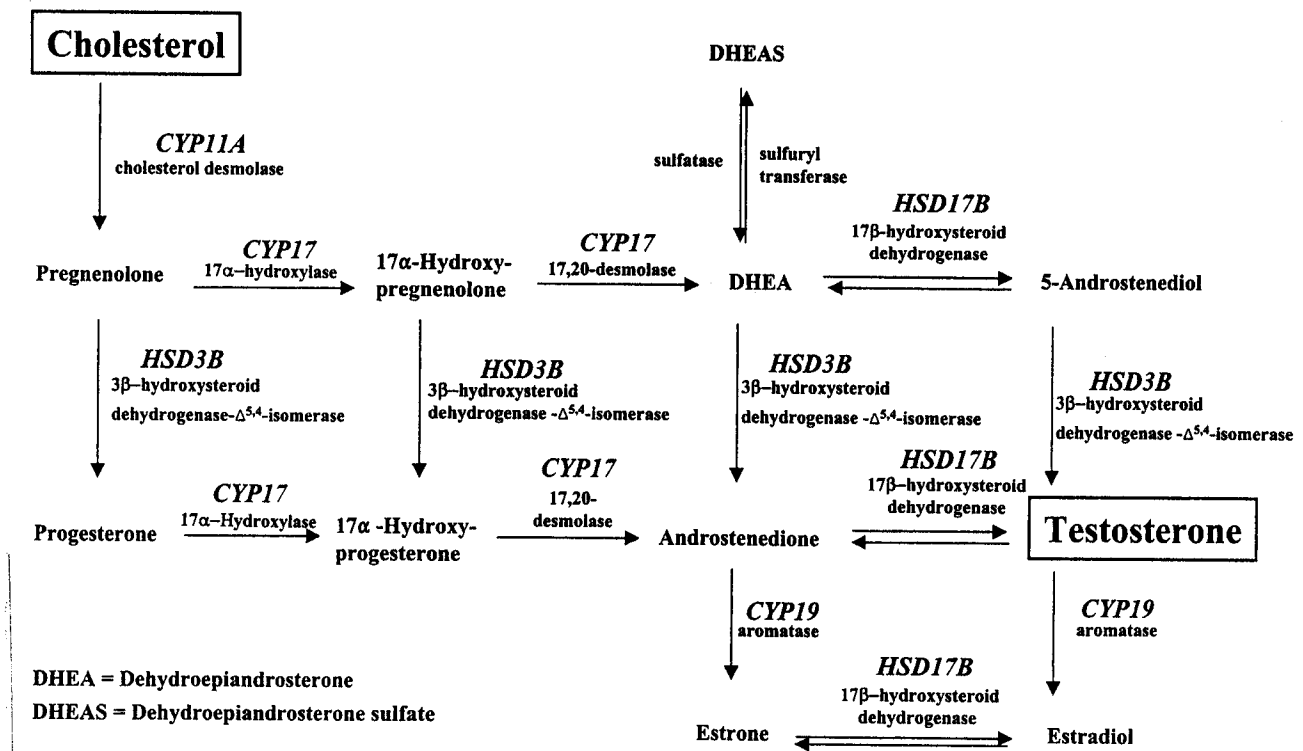 Cholesterol
DHEAS
CYP11A
cholesterol desmolase
sulfatase
sulfuryl
transferase
HSD17B
17β-hydroxysteroid
dehydrogenase
Pregnenolone
CYP17
17α-hydroxylase
17α-Hydroxy-
pregnenolone
CYP17
17,20-desmolase
DHEA
5-Androstenediol
HSD3B
3β-hydroxysteroid
dehydrogenase-Δ5,4-isomerase
HSD3B
3β-hydroxysteroid
dehydrogenase -Δ5,4-isomerase
HSD3B
3β-hydroxysteroid
dehydrogenase -Δ5,4-isomerase
HSD3B
3β-hydroxysteroid
dehydrogenase -Δ5,4-isomerase
Progesterone
CYP17
17α-Hydroxylase
17α -Hydroxy-
progesterone
CYP17
17,20-
desmolase
Androstenedione
HSD17B
17β-hydroxysteroid
dehydrogenase
Testosterone
CYP19
aromatase
CYP19
aromatase
DHEA = Dehydroepiandrosterone
DHEAS = Dehydroepiandrosterone sulfate
Estrone
HSD17B
17β-hydroxysteroid
dehydrogenase
Estradiol